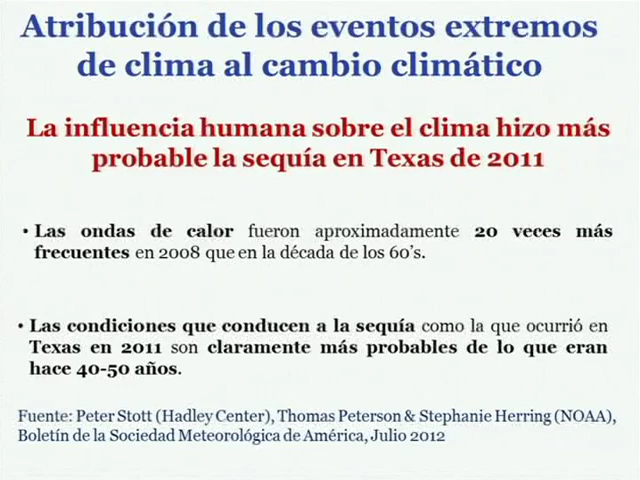 Atribución de los eventos extremos
de clima al cambio climático
La influencia humana sobre el clima hizo más
probable la sequía en Texas de 2011
• Las ondas de calor fueron aproximadamente 20 veces más
frecuentes en 2008 que en la década de los 60’s.
• Las condiciones que conducen a la sequía como la que ocurrió en
Texas en 2011 son claramente más probables de lo que eran
hace 40-50 años.
Fuente: Peter Stott (Hadley Center), Thomas Peterson & Stephanie Herring (NOAA),
Boletín de la Sociedad Meteorológica de América, Julio 2012